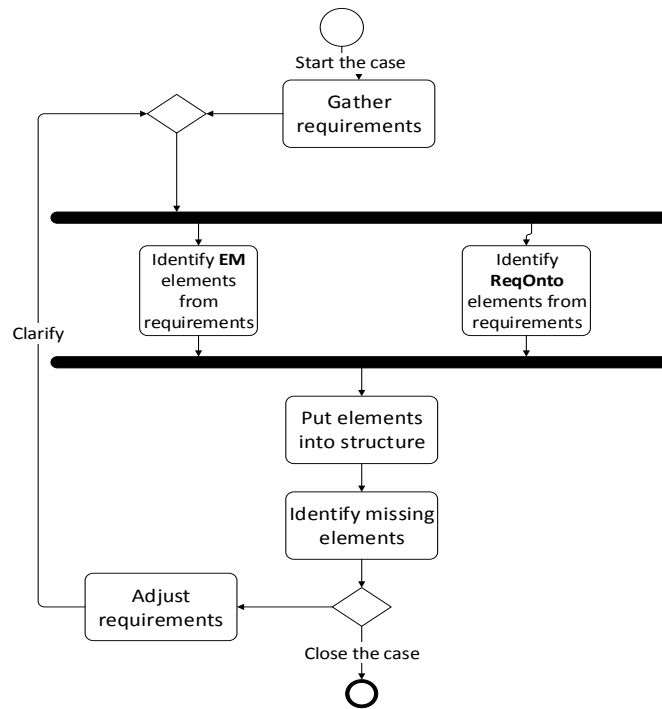 Start the case
Gather
requirements
Identify EM
elements
from
requirements
Identify
ReqOnto
elements from
requirements
Clarify
Put elements
into structure
Identify missing
elements
Adjust
requirements
Close the case